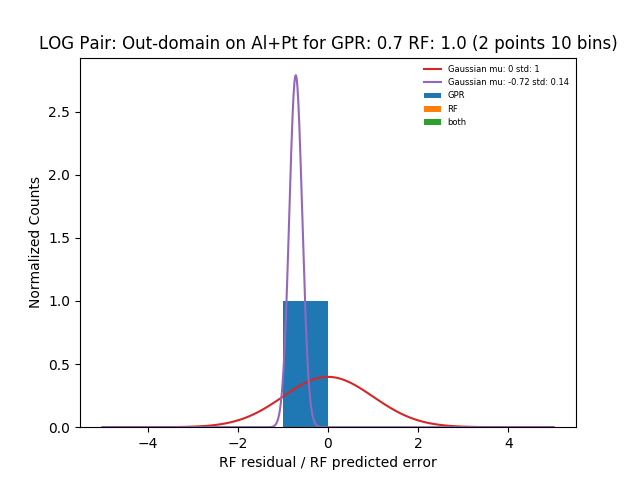 LOG Pair: Out-domain on Al+Pt for GPR: 0.7 RF: 1.0 (2 points 10 bins)
Gaussian mu: 0 std: 1
Gaussian mu: -0.72 std: 0.14
GPR
RF
both
Normalized Counts
2.5
2.0
1.5
1.0
0.5
0.0
−4
−2
0
2
4
RF residual / RF predicted error